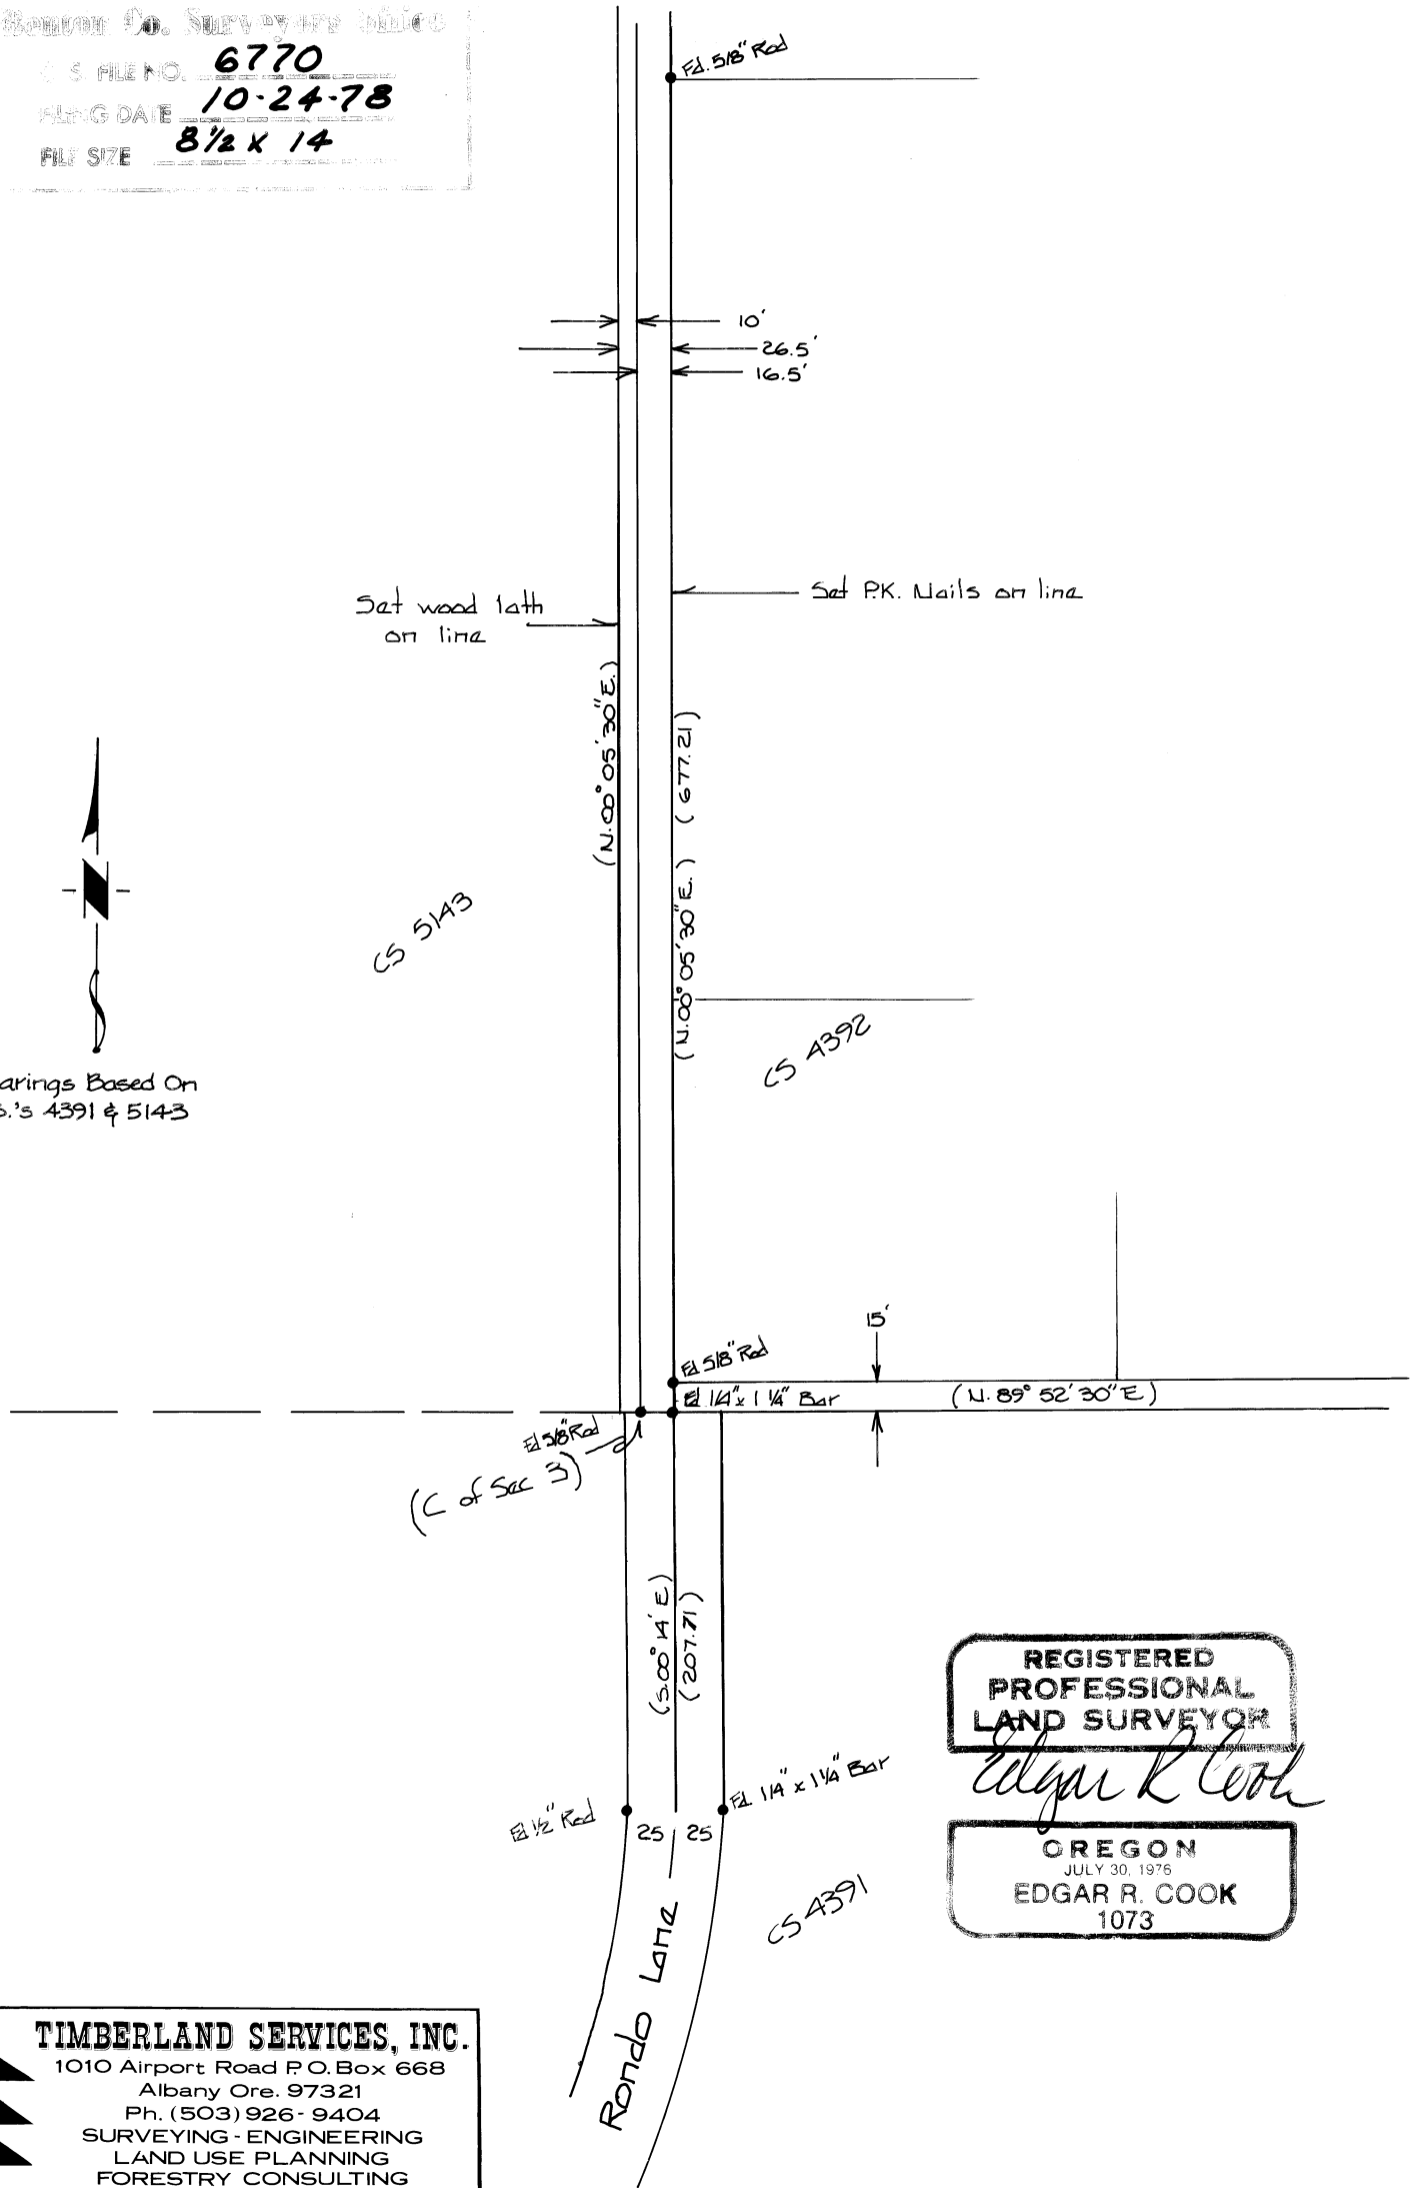 Benton Co. Surveyors Office
C. S. FILE NO. 6770
FILING DATE 10-24-78
FILE SIZE 8 1/2 x 14
Fd. 5/8" Rod
10'
26.5'
16.5'
Set wood lath
on line
Set P.K. Nails on line
(N.00° 05' 30" E.)
(N.00° 05' 30" E.) (677.21)
CS 5143
CS 4392
arings Based On
S.'s 4391 & 5143
15'
Fd. 5/8" Rod
Fd. 1/4" x 1 1/4" Bar
(N. 89° 52' 30" E)
Fd. 5/8" Rod
(C of Sec 3)
(S.00° 14' E)
(207.71)
Fd. 1/2" Rod
25 25
Fd. 1/4" x 1 1/4" Bar
CS 4391
Rondo Lane
REGISTERED
PROFESSIONAL
LAND SURVEYOR
Edgar R Cook
OREGON
JULY 30, 1976
EDGAR R. COOK
1073
TIMBERLAND SERVICES, INC.
1010 Airport Road P.O. Box 668
Albany Ore. 97321
Ph. (503) 926-9404
SURVEYING - ENGINEERING
LAND USE PLANNING
FORESTRY CONSULTING